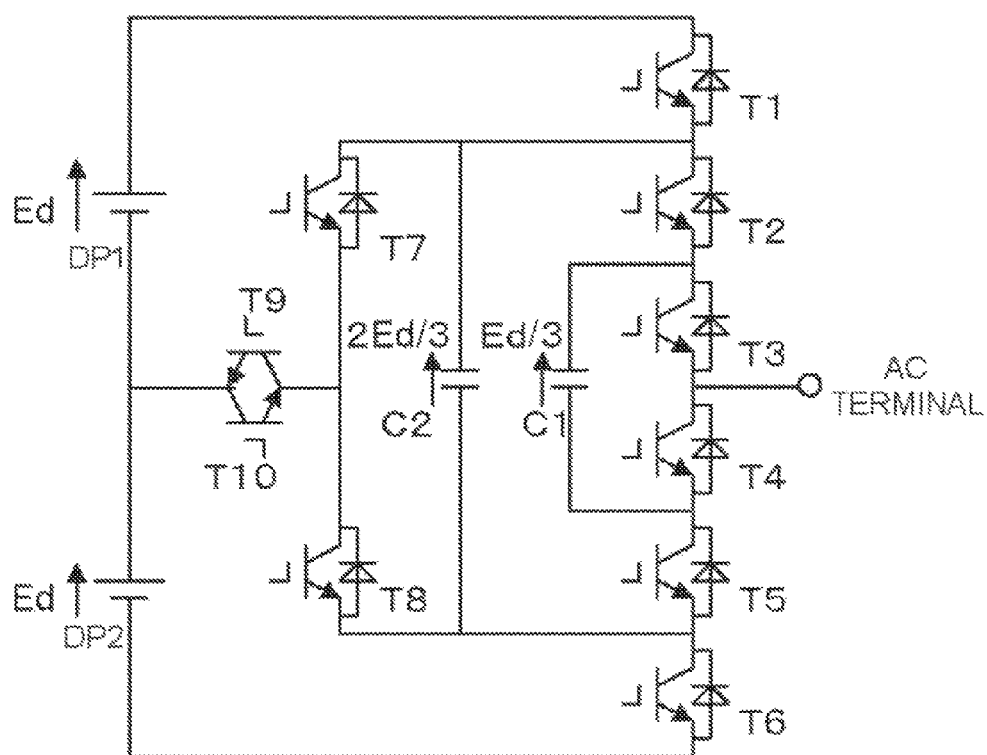 T1
Ed
DP1
T7
T2
T9
2Ed/3
Ed/3
T3
AC
TERMINAL
C2
C1
T10
T4
Ed
DP2
T8
T5
T6